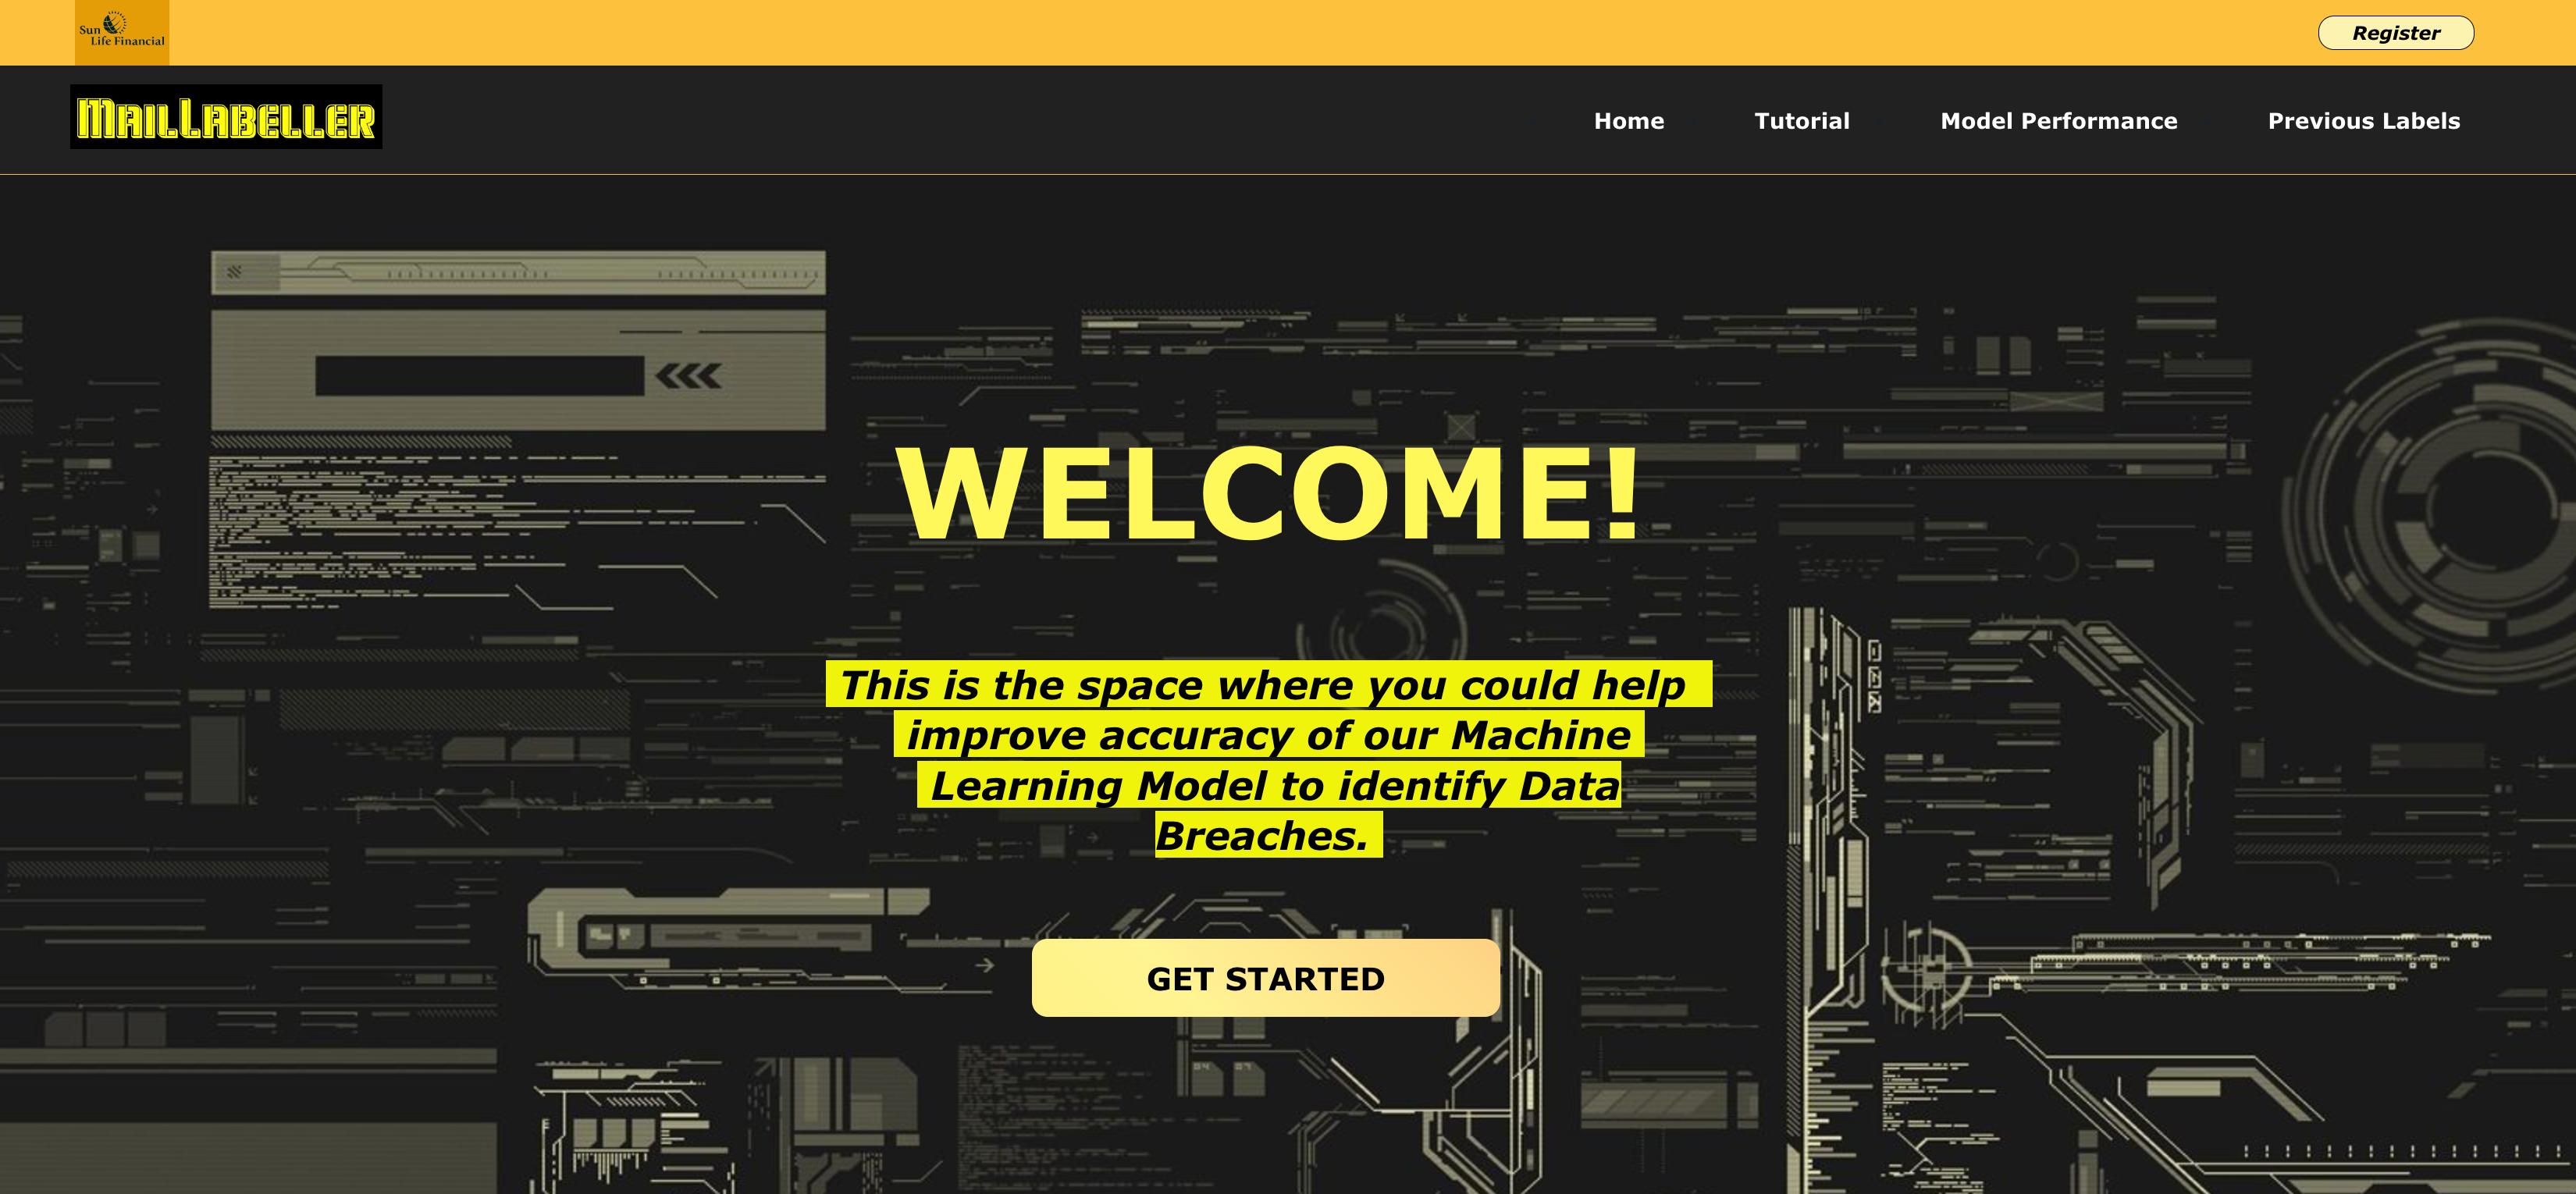 Sun
Life Financial
Register
MAILLABELLER
Home
Tutorial
Model Performance
Previous Labels
WELCOME!
This is the space where you could help
improve accuracy of our Machine
Learning Model to identify Data
Breaches.
GET STARTED